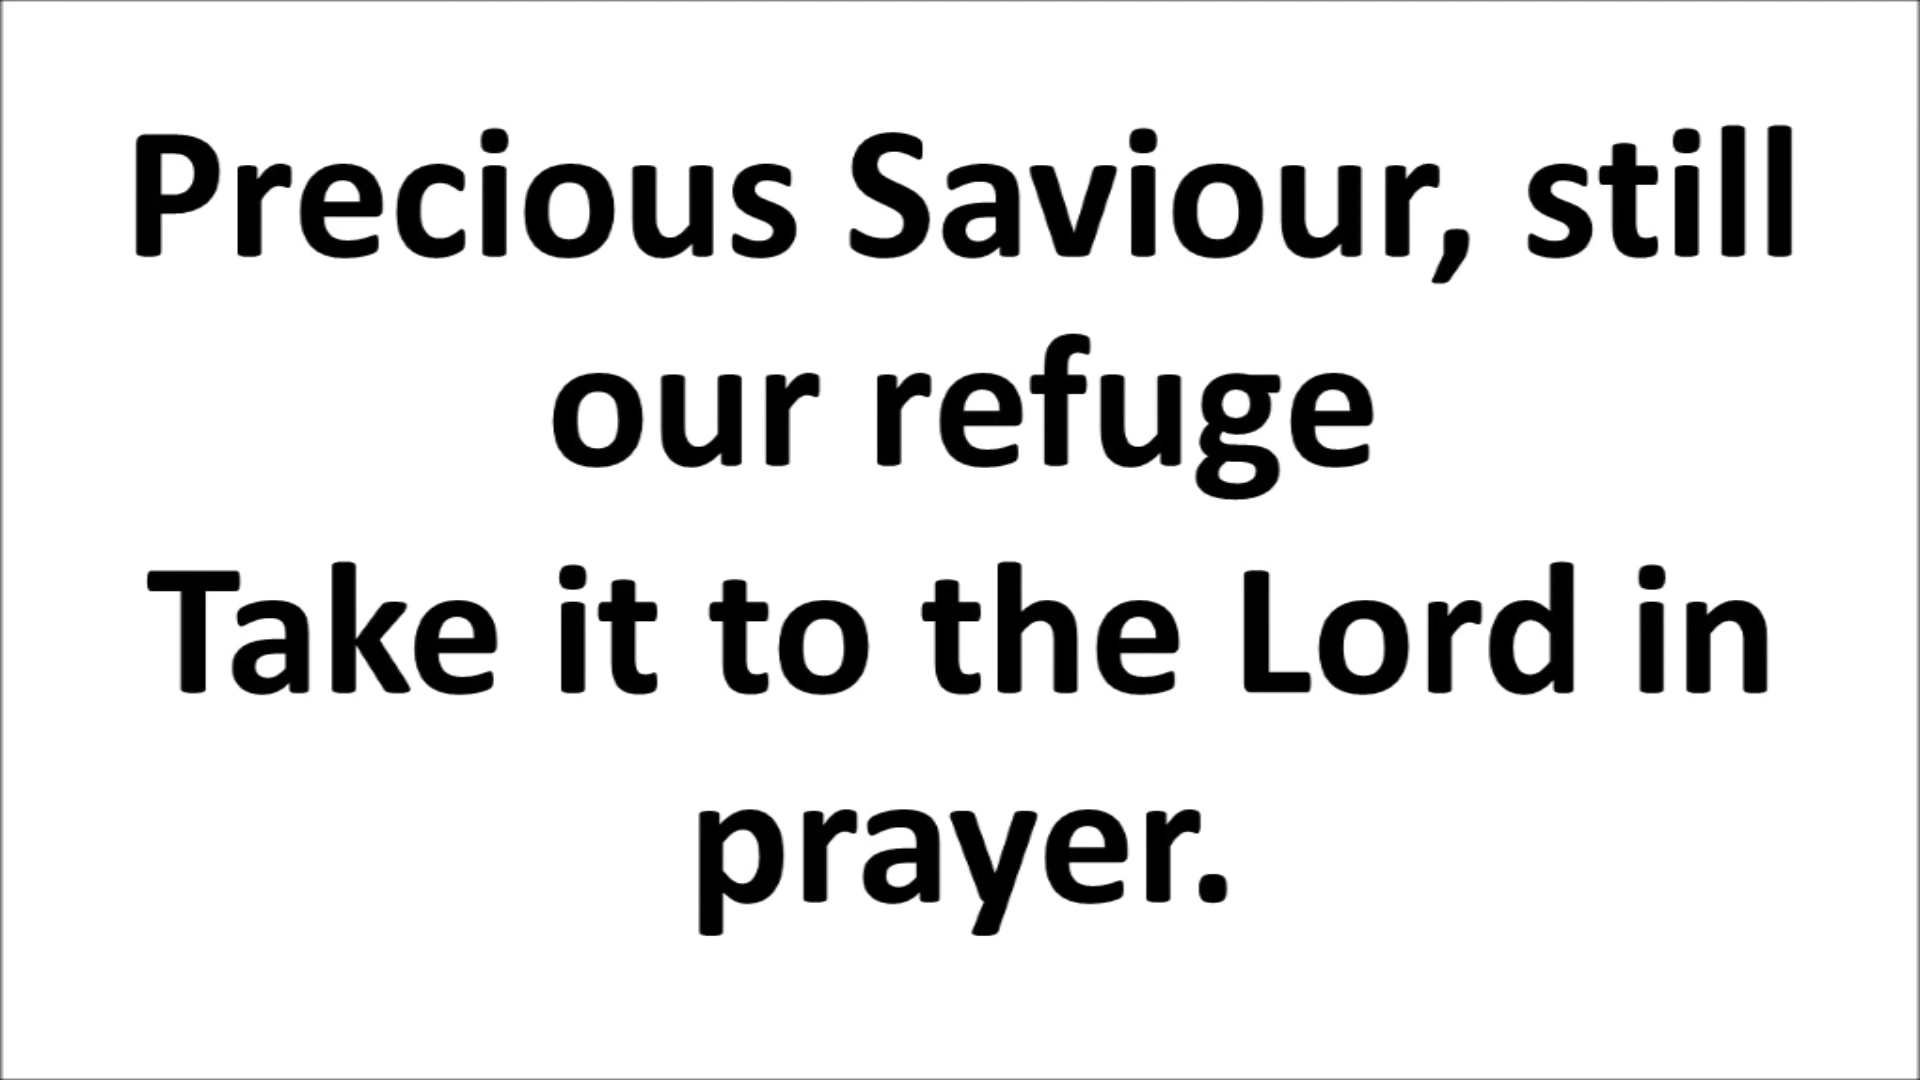 Precious Saviour, still
our refuge
Take it to the Lord in
prayer.